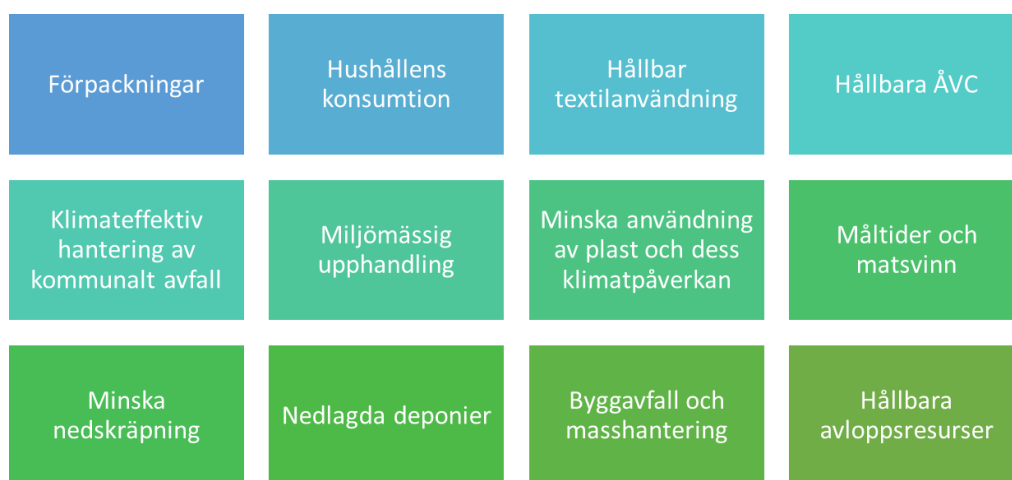 Förpackningar
Hushållens
konsumtion
Hållbar
textilanvändning
Hållbara ÅVC
Klimateffektiv
hantering av
kommunalt avfall
Miljömässig
upphandling
Minska användning
av plast och dess
klimatpåverkan
Måltider och
matsvinn
Minska
nedskräpning
Nedlagda deponier
Byggavfall och
masshantering
Hållbara
avloppsresurser